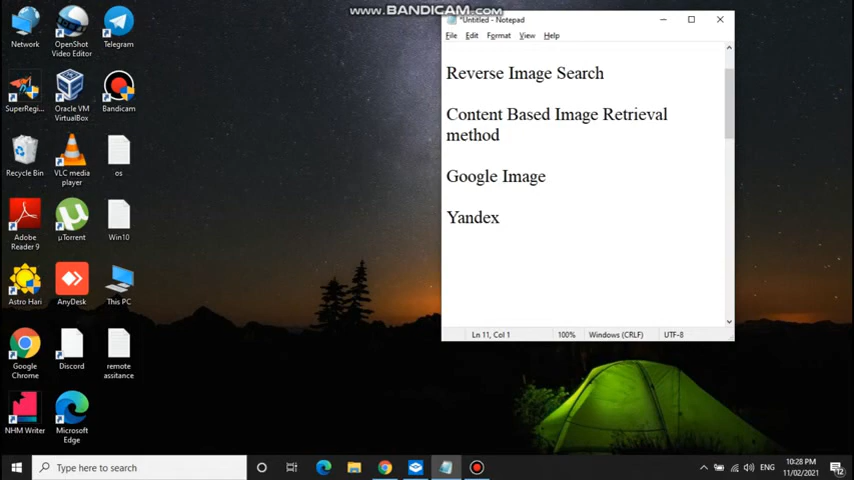 www.BANDICAM.com
Network
OpenShot
Video Editor
Telegram
SuperRegi...
Oracle VM
VirtualBox
Bandicam
Recycle Bin
VLC media
player
os
Adobe
Reader 9
µTorrent
Win10
Astro Hari
AnyDesk
This PC
Google
Chrome
Discord
remote
assitance
NHM Writer
Microsoft
Edge
*Untitled - Notepad
File Edit Format View Help
Reverse Image Search
Content Based Image Retrieval
method
Google Image
Yandex
Ln 11, Col 1 100% Windows (CRLF) UTF-8
Type here to search
ENG
10:28 PM
11/02/2021
12